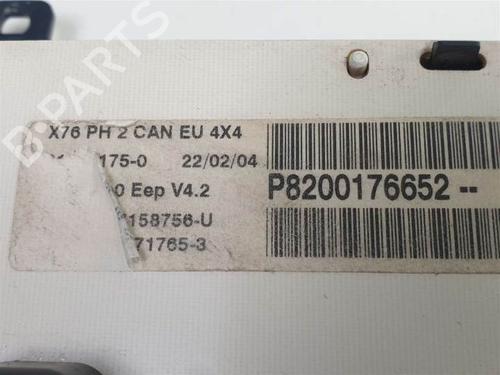 X76 PH 2 CAN EU 4X4
175-0 22/02/04
0 Eep V4.2
158756-U
71765-3
P8200176652--
B-PARTS